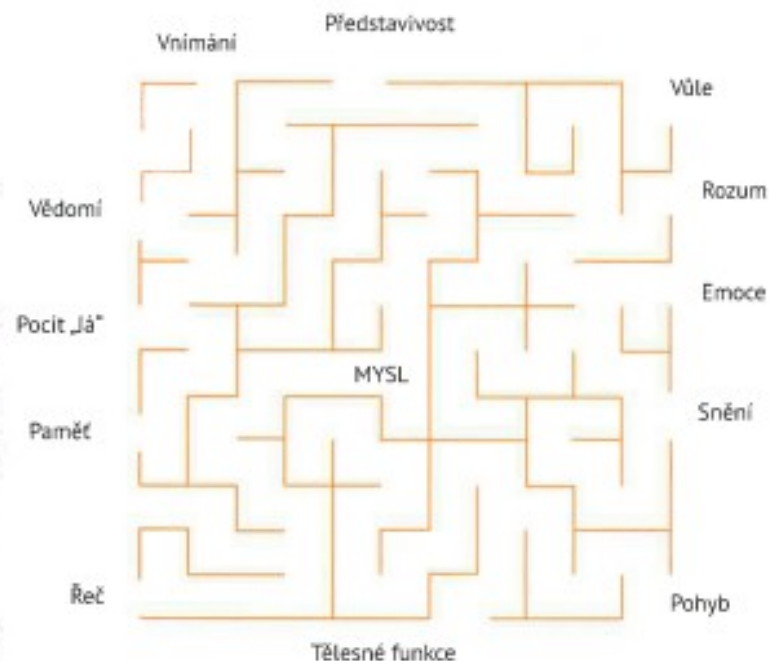 Představivost
Vnímání
Vůle
Rozum
Vědomí
Emoce
Pocit „Já"
MYSL
Snění
Paměť
Řeč
Pohyb
Tělesné funkce